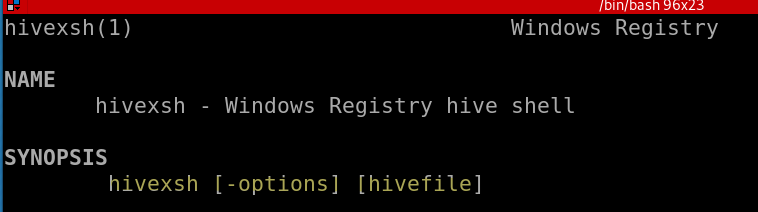 /bin/bash 96x23
hivexsh(1) Windows Registry
NAME
hivexsh - Windows Registry hive shell
SYNOPSIS
hivexsh [-options] [hivefile]